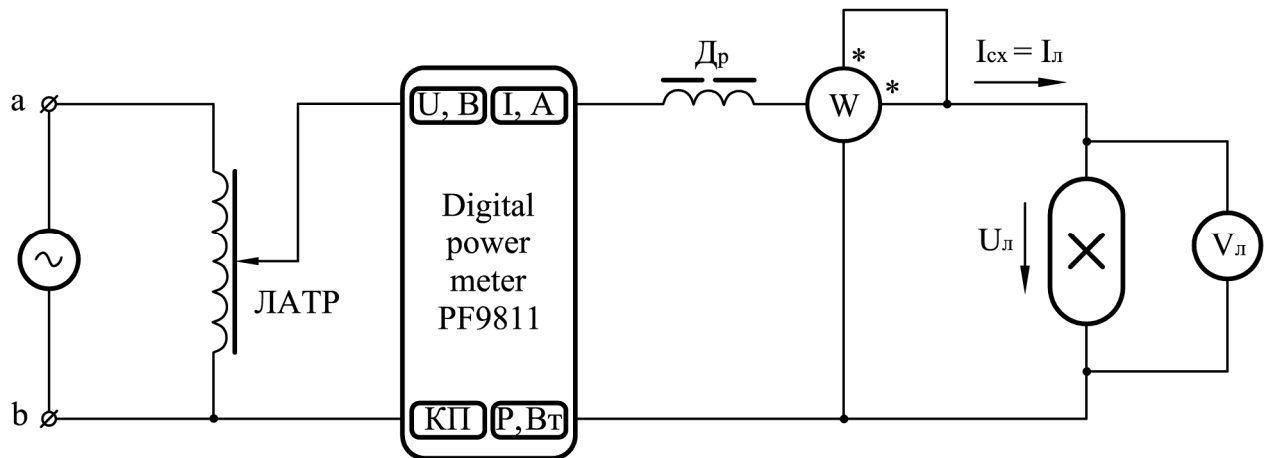 a
b
ЛАТР
U, В
I, А
Digital
power
meter
PF9811
КП
P, Вт
Др
*
*
W
Iсх = Iл
Uл
Vл